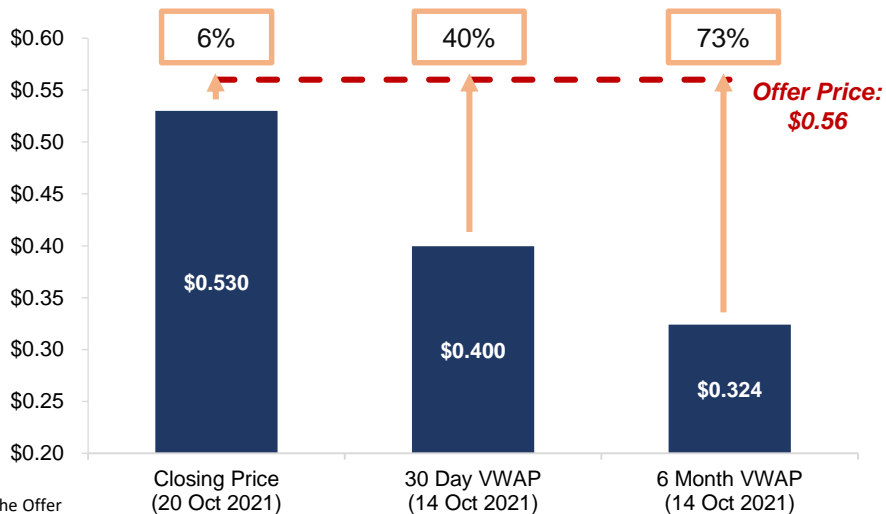 6%
40%
73%
$0.60
$0.55
$0.50
$0.45
$0.40
$0.35
$0.30
$0.25
$0.20
Offer Price:
$0.56
$0.530
$0.400
$0.324
Closing Price
(20 Oct 2021)
30 Day VWAP
(14 Oct 2021)
6 Month VWAP
(14 Oct 2021)
he Offer